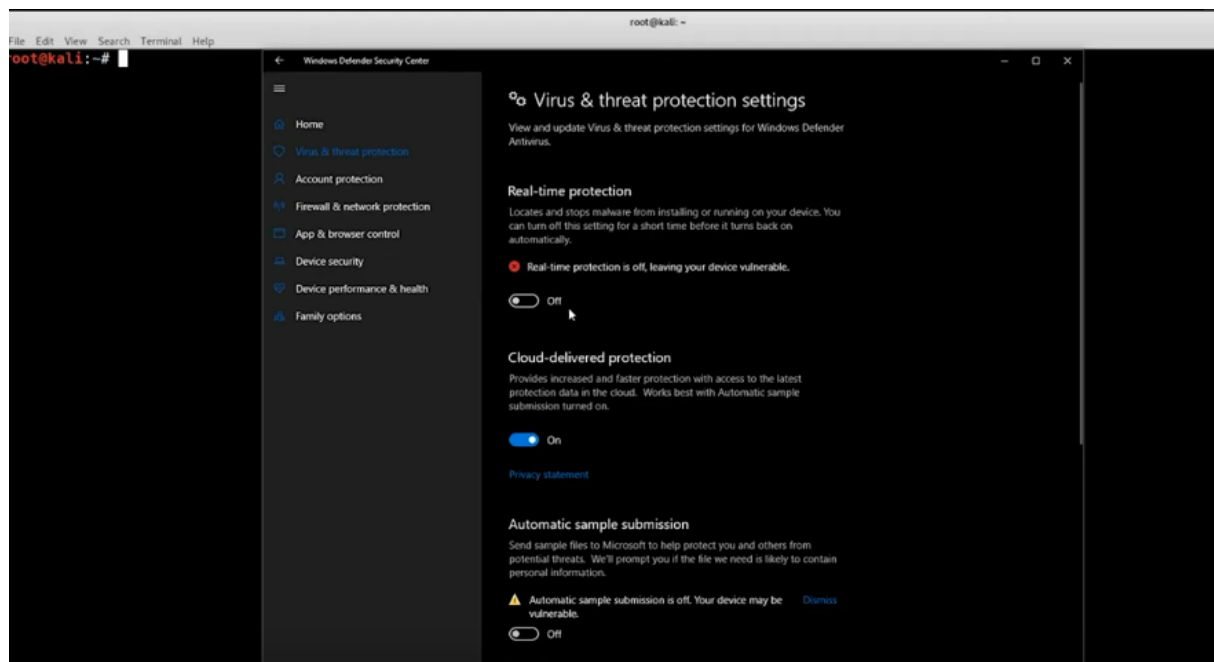 root@kali: ~
File Edit View Search Terminal Help
root@kali:~#
Windows Defender Security Center
Home
Virus & threat protection
Account protection
Firewall & network protection
App & browser control
Device security
Device performance & health
Family options
Virus & threat protection settings
View and update Virus & threat protection settings for Windows Defender
Antivirus.
Real-time protection
Locates and stops malware from installing or running on your device. You
can turn off this setting for a short time before it turns back on
automatically.
Real-time protection is off, leaving your device vulnerable.
Off
Cloud-delivered protection
Provides increased and faster protection with access to the latest
protection data in the cloud. Works best with Automatic sample
submission turned on.
On
Privacy statement
Automatic sample submission
Send sample files to Microsoft to help protect you and others from
potential threats. We'll prompt you if the file we need is likely to contain
personal information.
Automatic sample submission is off. Your device may be Dismiss
vulnerable.
Off